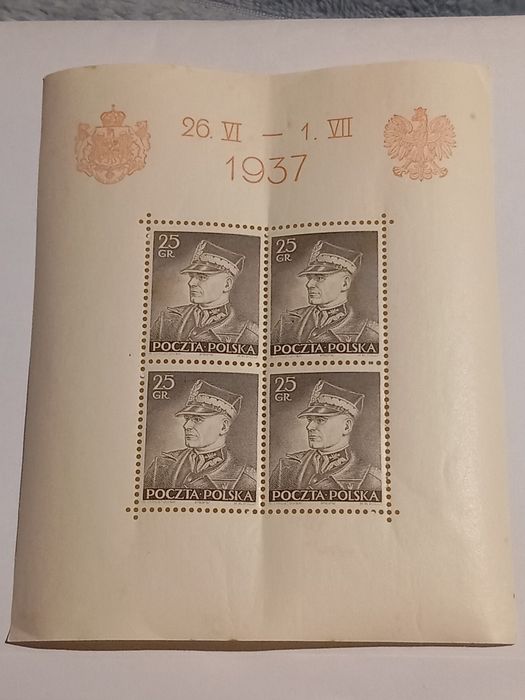 26. VI — 1. VII
1937
25 GR.
POCZTA·POLSKA
25 GR.
POCZTA·POLSKA
25 GR.
POCZTA·POLSKA
25 GR.
POCZTA·POLSKA